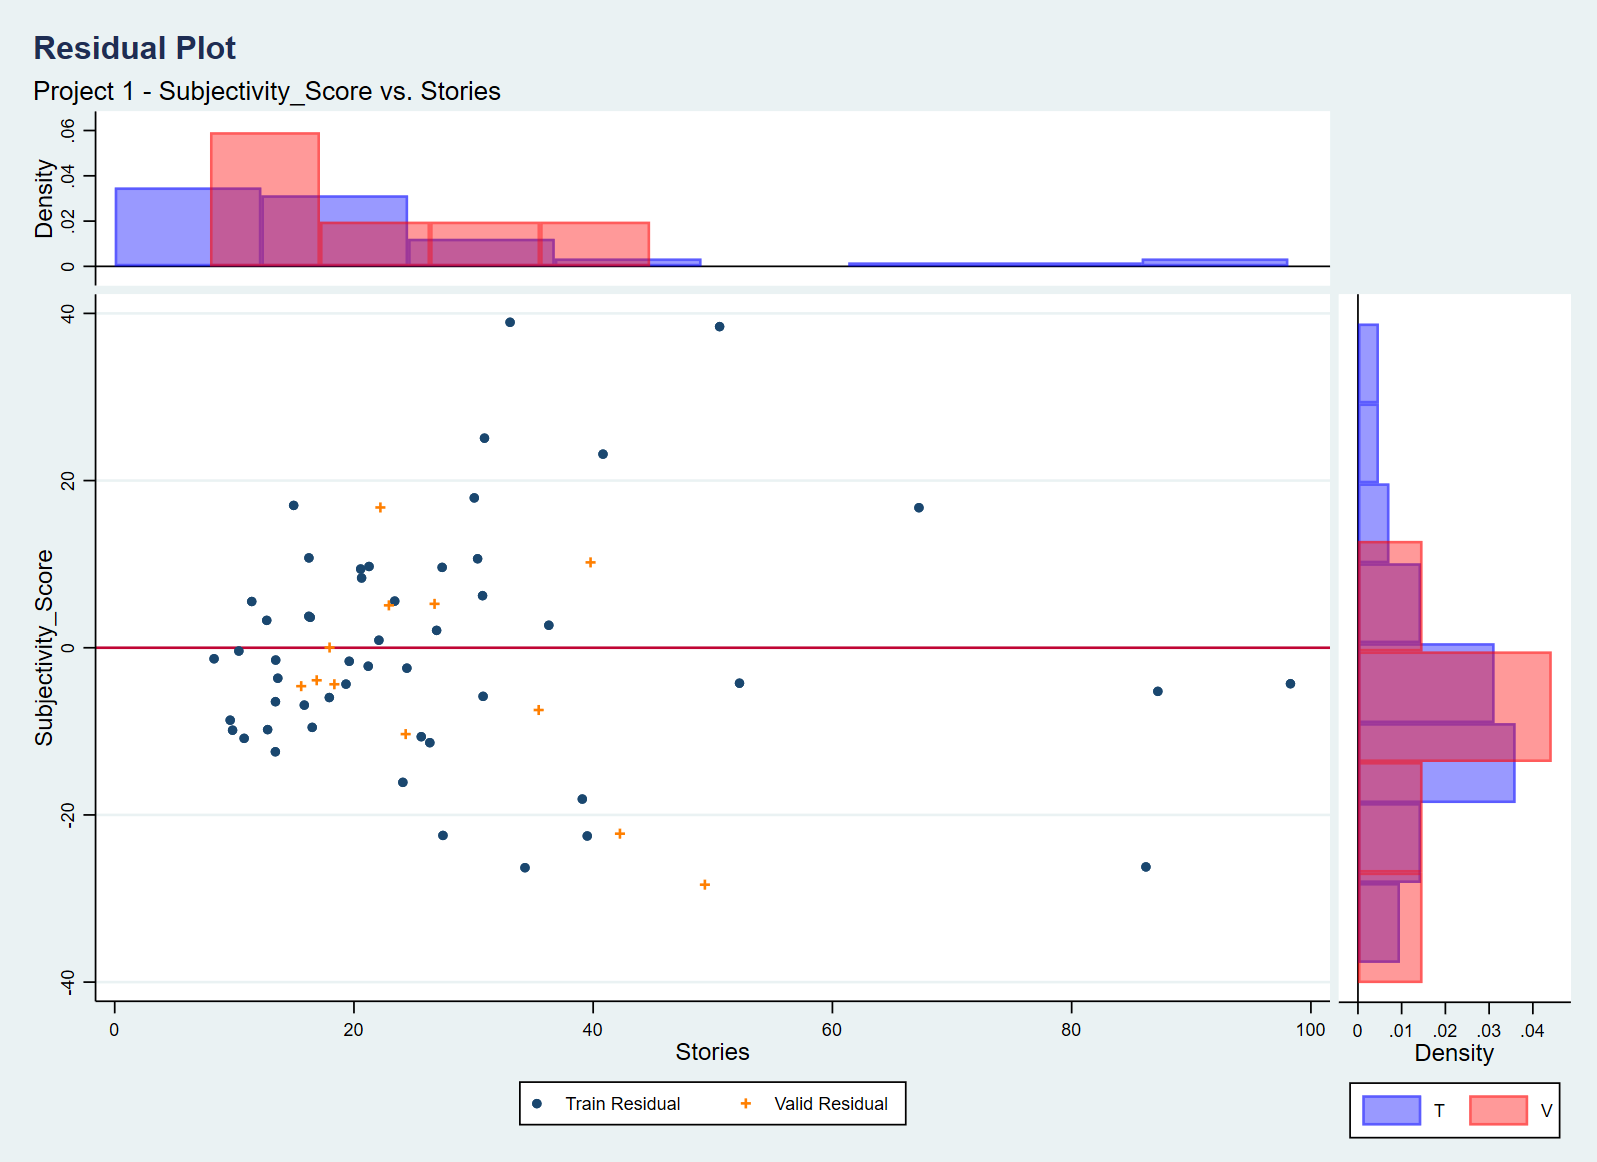 Residual Plot
Project 1 - Subjectivity_Score vs. Stories
Density
.06
.04
.02
0
Subjectivity_Score
40
20
0
-20
-40
0 20 40 60 80 100
Stories
0 .01 .02 .03 .04
Density
Train Residual Valid Residual
T V